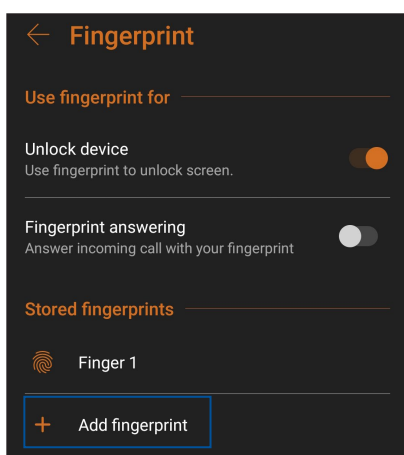 Fingerprint
Use fingerprint for
Unlock device
Use fingerprint to unlock screen.
Fingerprint answering
Answer incoming call with your fingerprint
Stored fingerprints
Finger 1
Add fingerprint